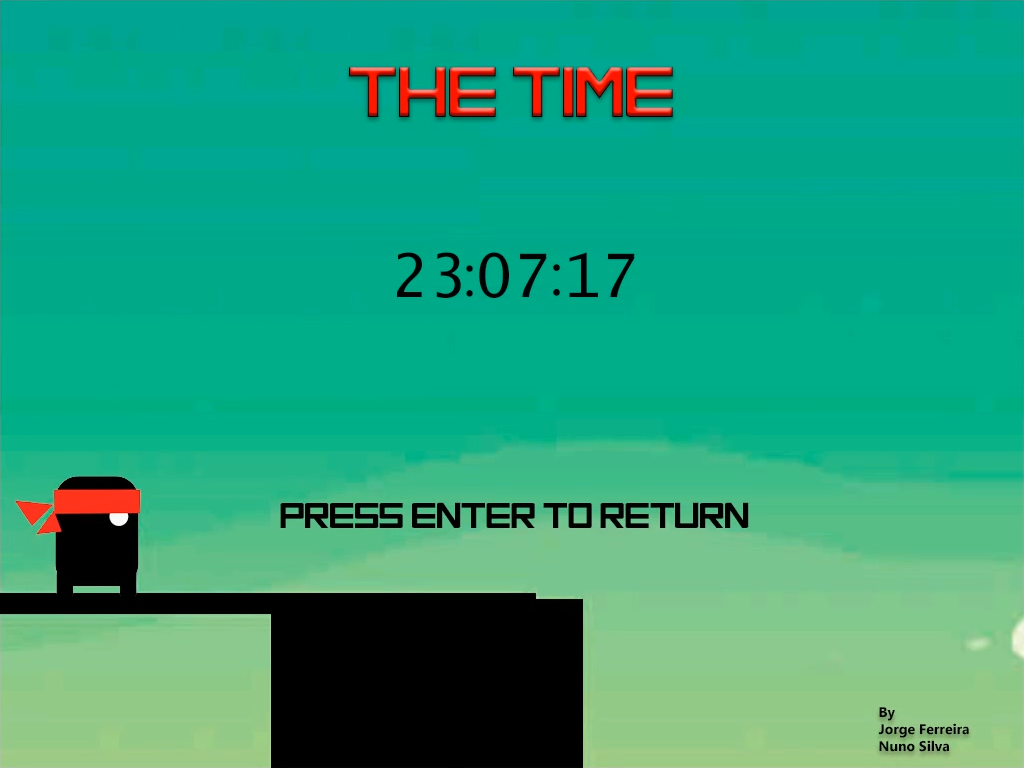 THE TIME
23:07:17
PRESS ENTER TO RETURN
By
Jorge Ferreira
Nuno Silva